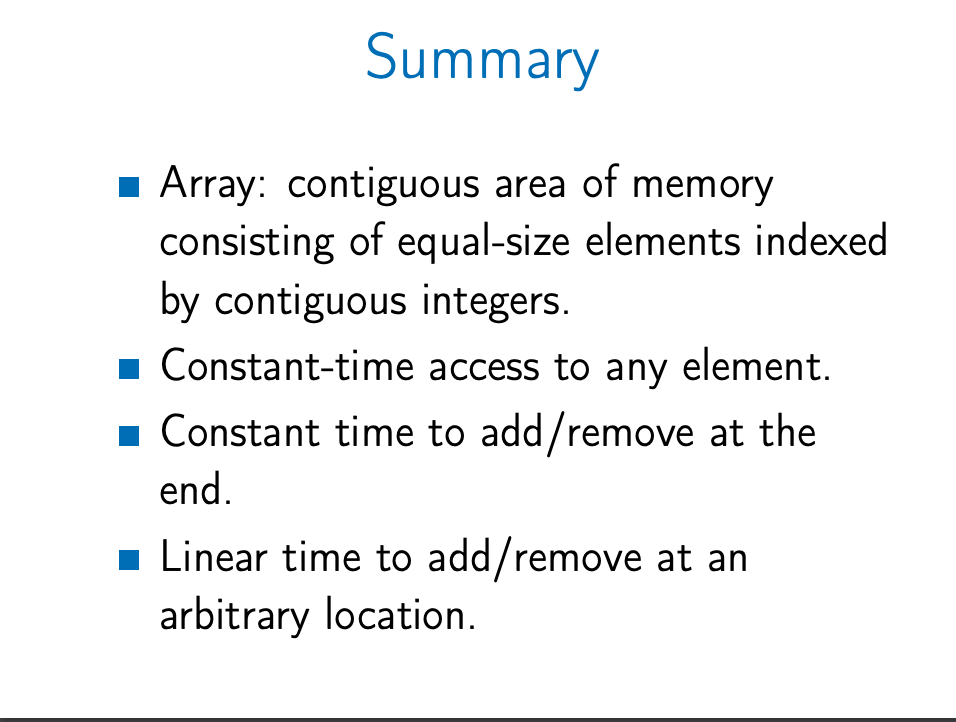 Summary
Array: contiguous area of memory
consisting of equal-size elements indexed
by contiguous integers.
Constant-time access to any element.
Constant time to add/remove at the
end.
Linear time to add/remove at an
arbitrary location.